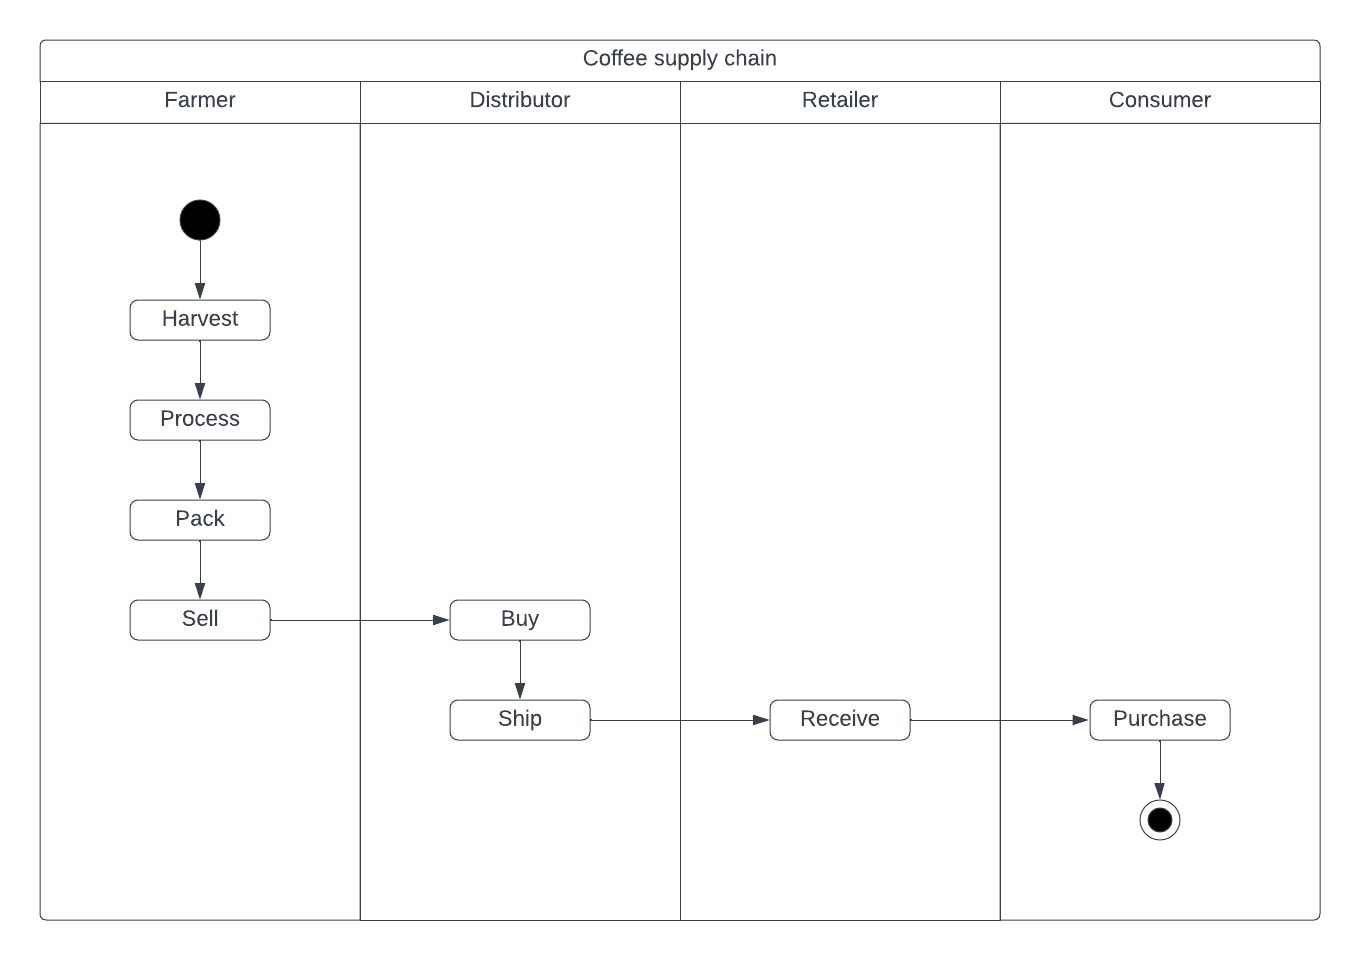 Coffee supply chain
Farmer
Distributor
Retailer
Consumer
Harvest
Process
Pack
Sell
Buy
Ship
Receive
Purchase